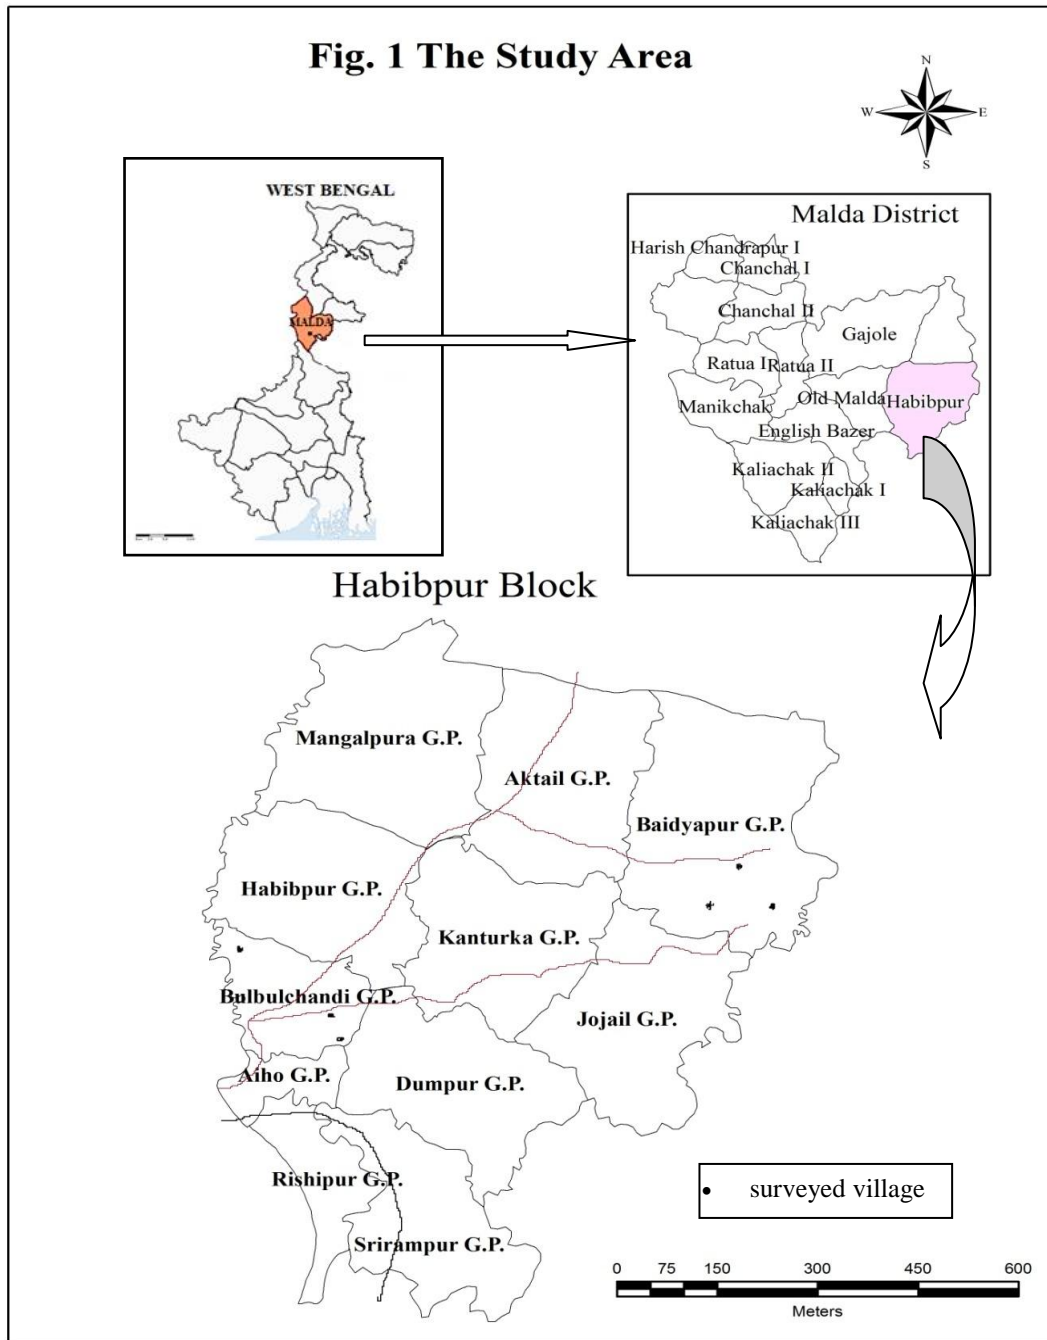 Fig. 1 The Study Area
N
W E
S
WEST BENGAL
MALDA
Malda District
Harish Chandrapur I
Chanchal I
Chanchal II
Gajole
Ratua I
Ratua II
Manikchak
Old Malda
Habibpur
English Bazer
Kaliachak II
Kaliachak I
Kaliachak III
Habibpur Block
Mangalpura G.P.
Aktail G.P.
Baidyapur G.P.
Habibpur G.P.
Kanturka G.P.
Bulbulchandi G.P.
Jojail G.P.
Aiho G.P.
Dumpur G.P.
Rishipur G.P.
Srirampur G.P.
• surveyed village
0 75 150 300 450 600
Meters